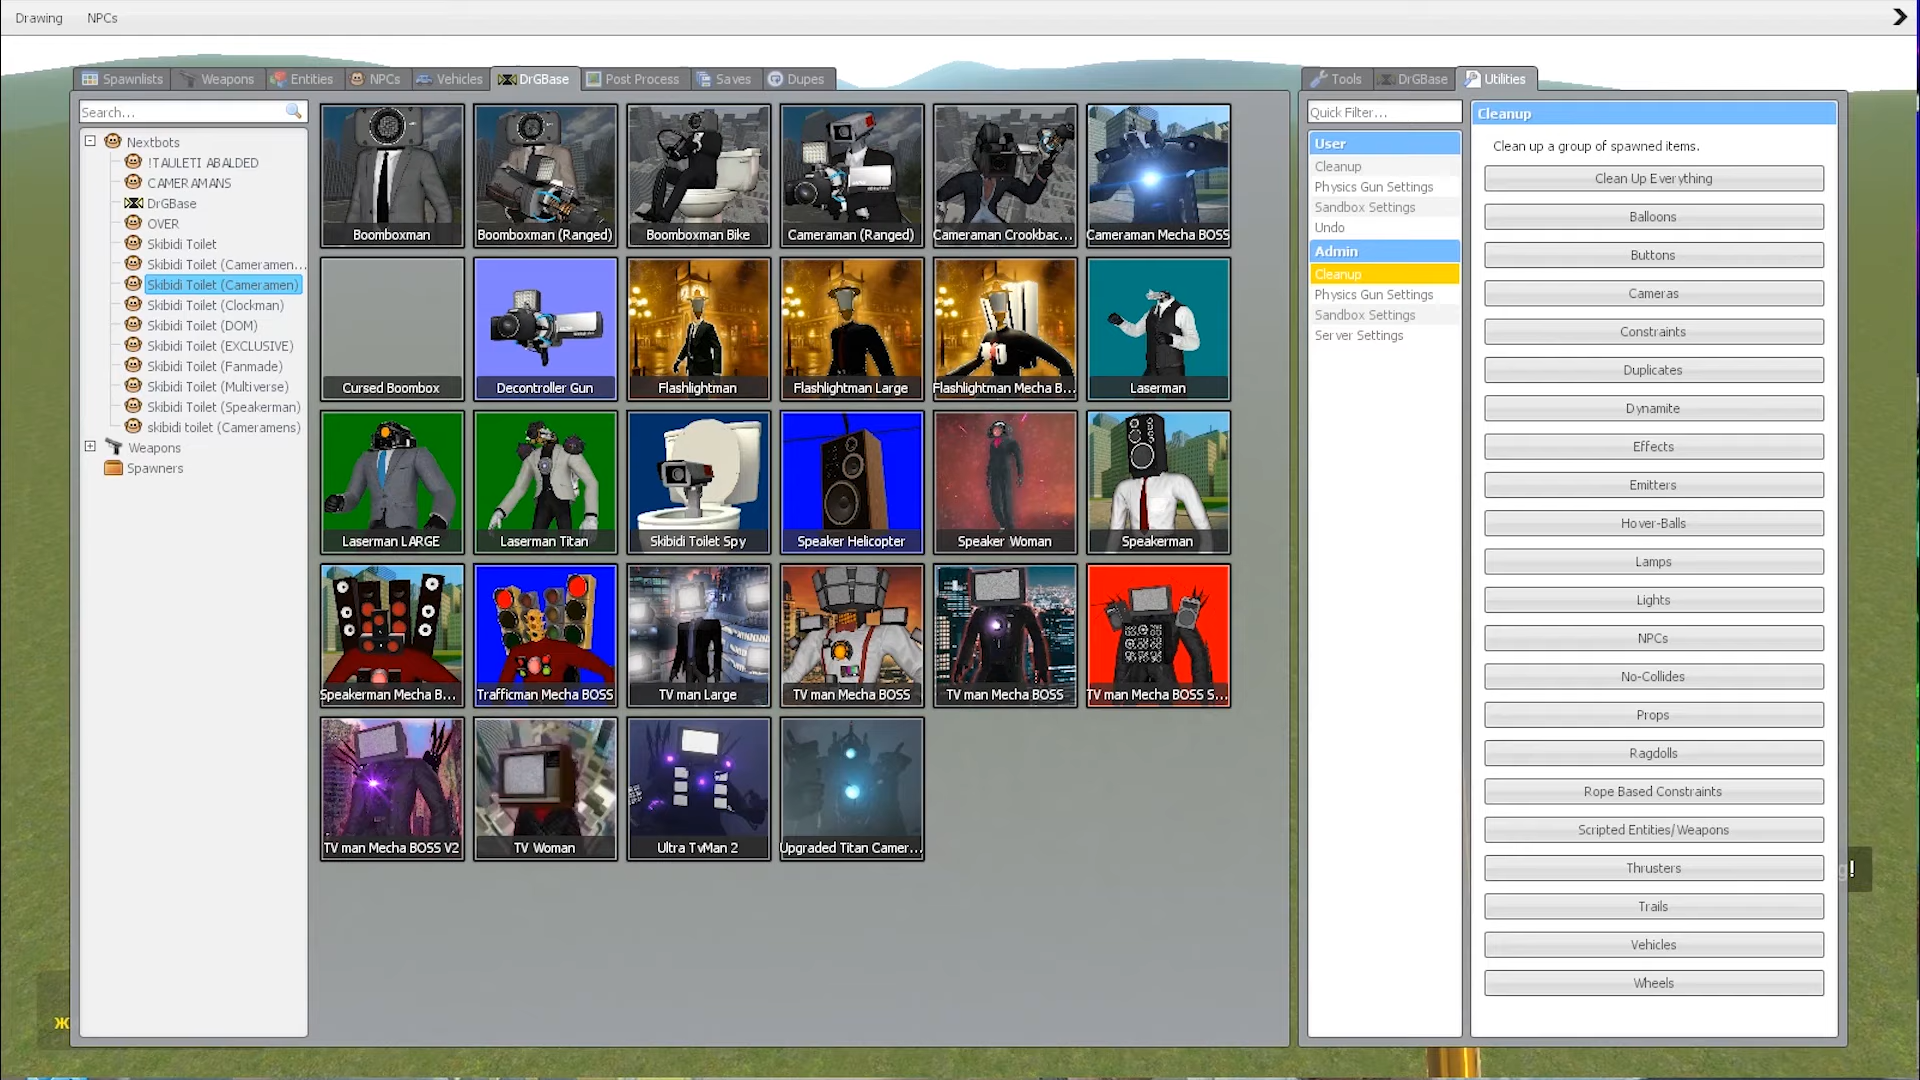 Drawing NPCs
Spawnlists Weapons Entities NPCs Vehicles DrGBase Post Process Saves Dupes
Search...
Nextbots
!TAULETI ABALDED
CAMERAMANS
DrGBase
OVER
Skibidi Toilet
Skibidi Toilet (Cameramen...
Skibidi Toilet (Cameramen)
Skibidi Toilet (Clockman)
Skibidi Toilet (DOM)
Skibidi Toilet (EXCLUSIVE)
Skibidi Toilet (Fanmade)
Skibidi Toilet (Multiverse)
Skibidi Toilet (Speakerman)
skibidi toilet (Cameramens)
Weapons
Spawners
Boomboxman Boomboxman (Ranged) Boomboxman Bike Cameraman (Ranged) Cameraman Crookbac... Cameraman Mecha BOSS
Cursed Boombox Decontroller Gun Flashlightman Flashlightman Large Flashlightman Mecha B... Laserman
Laserman LARGE Laserman Titan Skibidi Toilet Spy Speaker Helicopter Speaker Woman Speakerman
Speakerman Mecha B... Trafficman Mecha BOSS TV man Large TV man Mecha BOSS TV man Mecha BOSS TV man Mecha BOSS S...
TV man Mecha BOSS V2 TV Woman Ultra TvMan 2 Upgraded Titan Camer...
Tools DrGBase Utilities
Quick Filter...
User
Cleanup
Physics Gun Settings
Sandbox Settings
Undo
Admin
Cleanup
Physics Gun Settings
Sandbox Settings
Server Settings
Cleanup
Clean up a group of spawned items.
Clean Up Everything
Balloons
Buttons
Cameras
Constraints
Duplicates
Dynamite
Effects
Emitters
Hover-Balls
Lamps
Lights
NPCs
No-Collides
Props
Ragdolls
Rope Based Constraints
Scripted Entities/Weapons
Thrusters
Trails
Vehicles
Wheels
g!
Ж